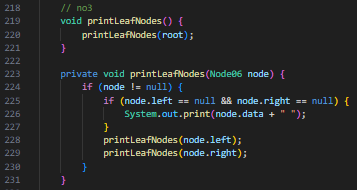 218 // no3
219 void printLeafNodes() {
220 printLeafNodes(root);
221 }
222
223 private void printLeafNodes(Node06 node) {
224 if (node != null) {
225 if (node.left == null && node.right == null) {
226 System.out.print(node.data + " ");
227 }
228 printLeafNodes(node.left);
229 printLeafNodes(node.right);
230 }
231 }